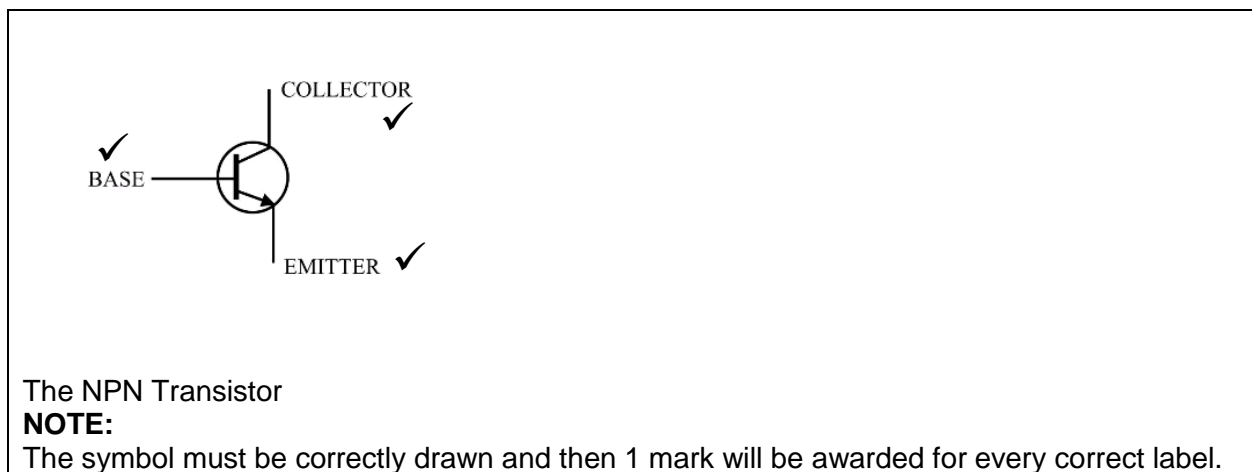 COLLECTOR
BASE
EMITTER
The NPN Transistor
NOTE:
The symbol must be correctly drawn and then 1 mark will be awarded for every correct label.